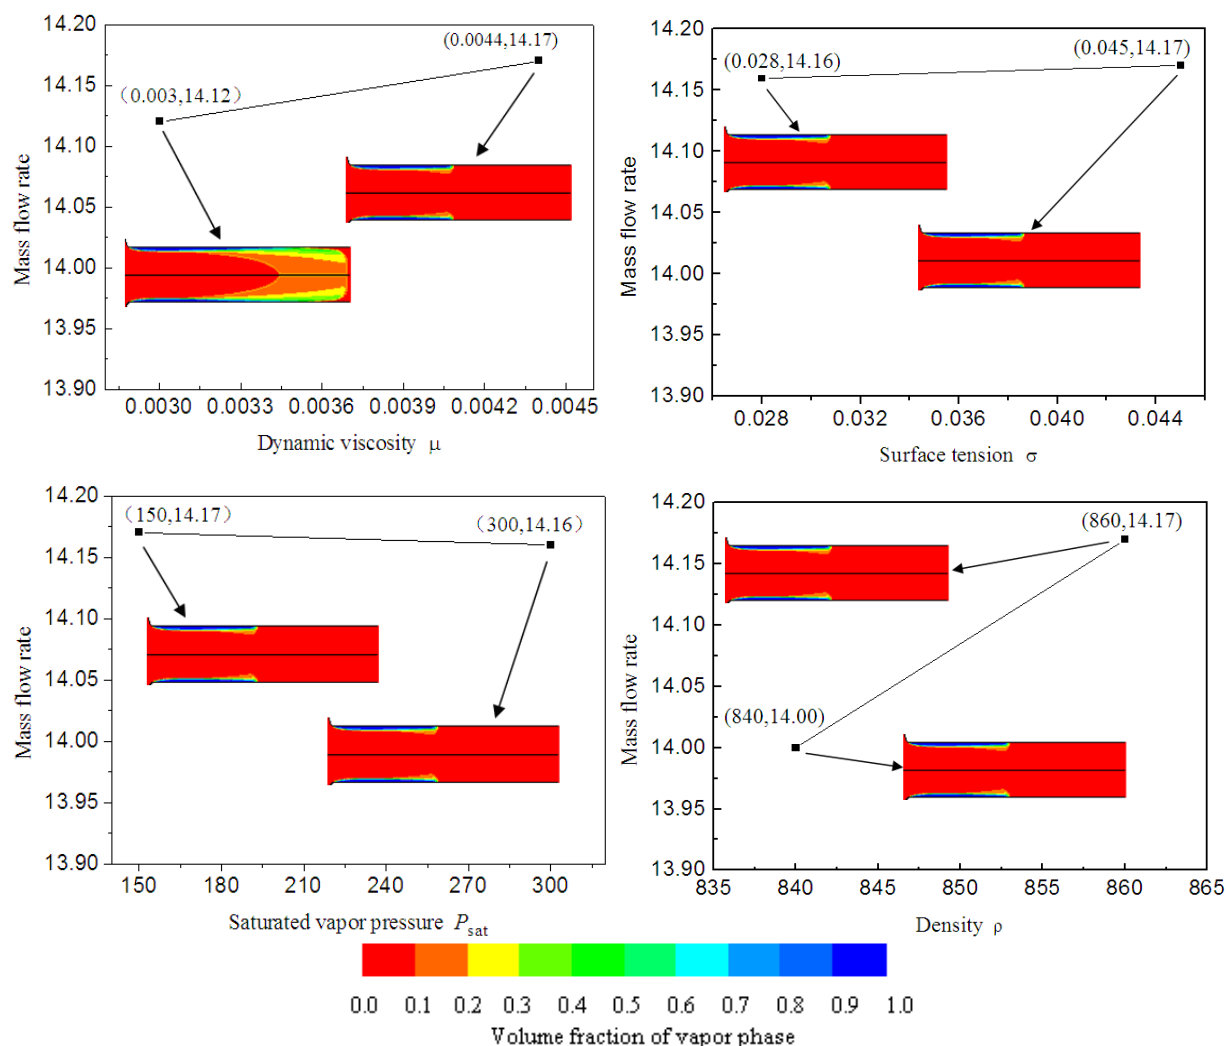 14.20
14.15
14.10
14.05
14.00
13.95
13.90
Mass flow rate
(0.0044,14.17)
（0.003,14.12）
0.0030 0.0033 0.0036 0.0039 0.0042 0.0045
Dynamic viscosity μ
14.20
14.15
14.10
14.05
14.00
13.95
13.90
Mass flow rate
(0.045,14.17)
(0.028,14.16)
0.028 0.032 0.036 0.040 0.044
Surface tension σ
14.20
14.15
14.10
14.05
14.00
13.95
13.90
Mass flow rate
（150,14.17）
（300,14.16）
150 180 210 240 270 300
Saturated vapor pressure Psat
14.20
14.15
14.10
14.05
14.00
13.95
13.90
Mass flow rate
(860,14.17)
(840,14.00)
835 840 845 850 855 860 865
Density ρ
0.0 0.1 0.2 0.3 0.4 0.5 0.6 0.7 0.8 0.9 1.0
Volume fraction of vapor phase